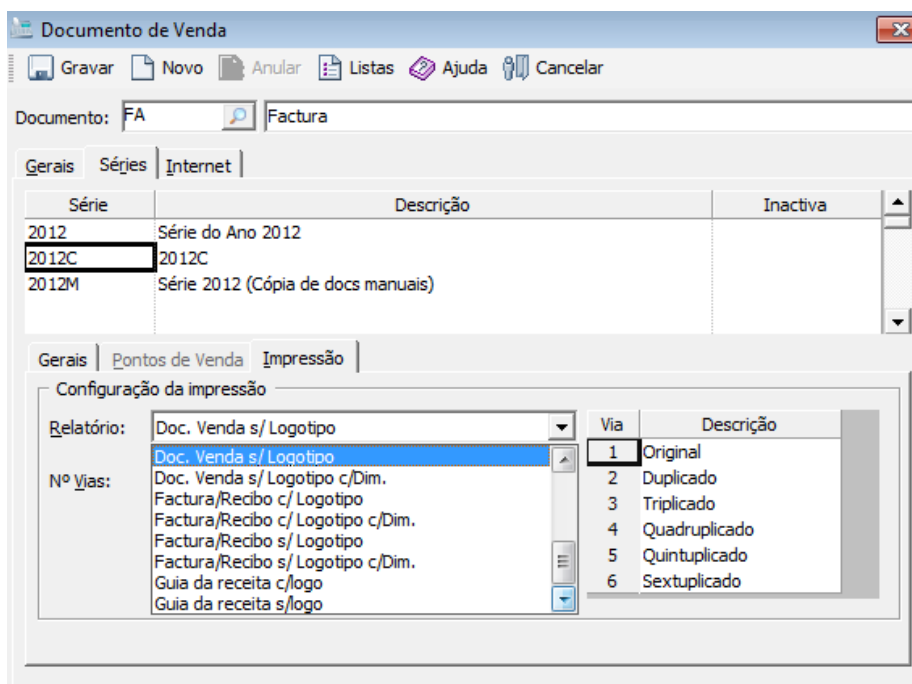 Documento de Venda
Gravar Novo Anular Listas Ajuda Cancelar
Documento: FA Factura
Gerais Séries Internet
Série Descrição Inactiva
2012 Série do Ano 2012
2012C 2012C
2012M Série 2012 (Cópia de docs manuais)
Gerais Pontos de Venda Impressão
Configuração da impressão
Relatório: Doc. Venda s/ Logotipo
Nº Vias:
Doc. Venda s/ Logotipo
Doc. Venda s/ Logotipo c/Dim.
Factura/Recibo c/ Logotipo
Factura/Recibo c/ Logotipo c/Dim.
Factura/Recibo s/ Logotipo
Factura/Recibo s/ Logotipo c/Dim.
Guia da receita c/logo
Guia da receita s/logo
Via Descrição
1 Original
2 Duplicado
3 Triplicado
4 Quadruplicado
5 Quintuplicado
6 Sextuplicado